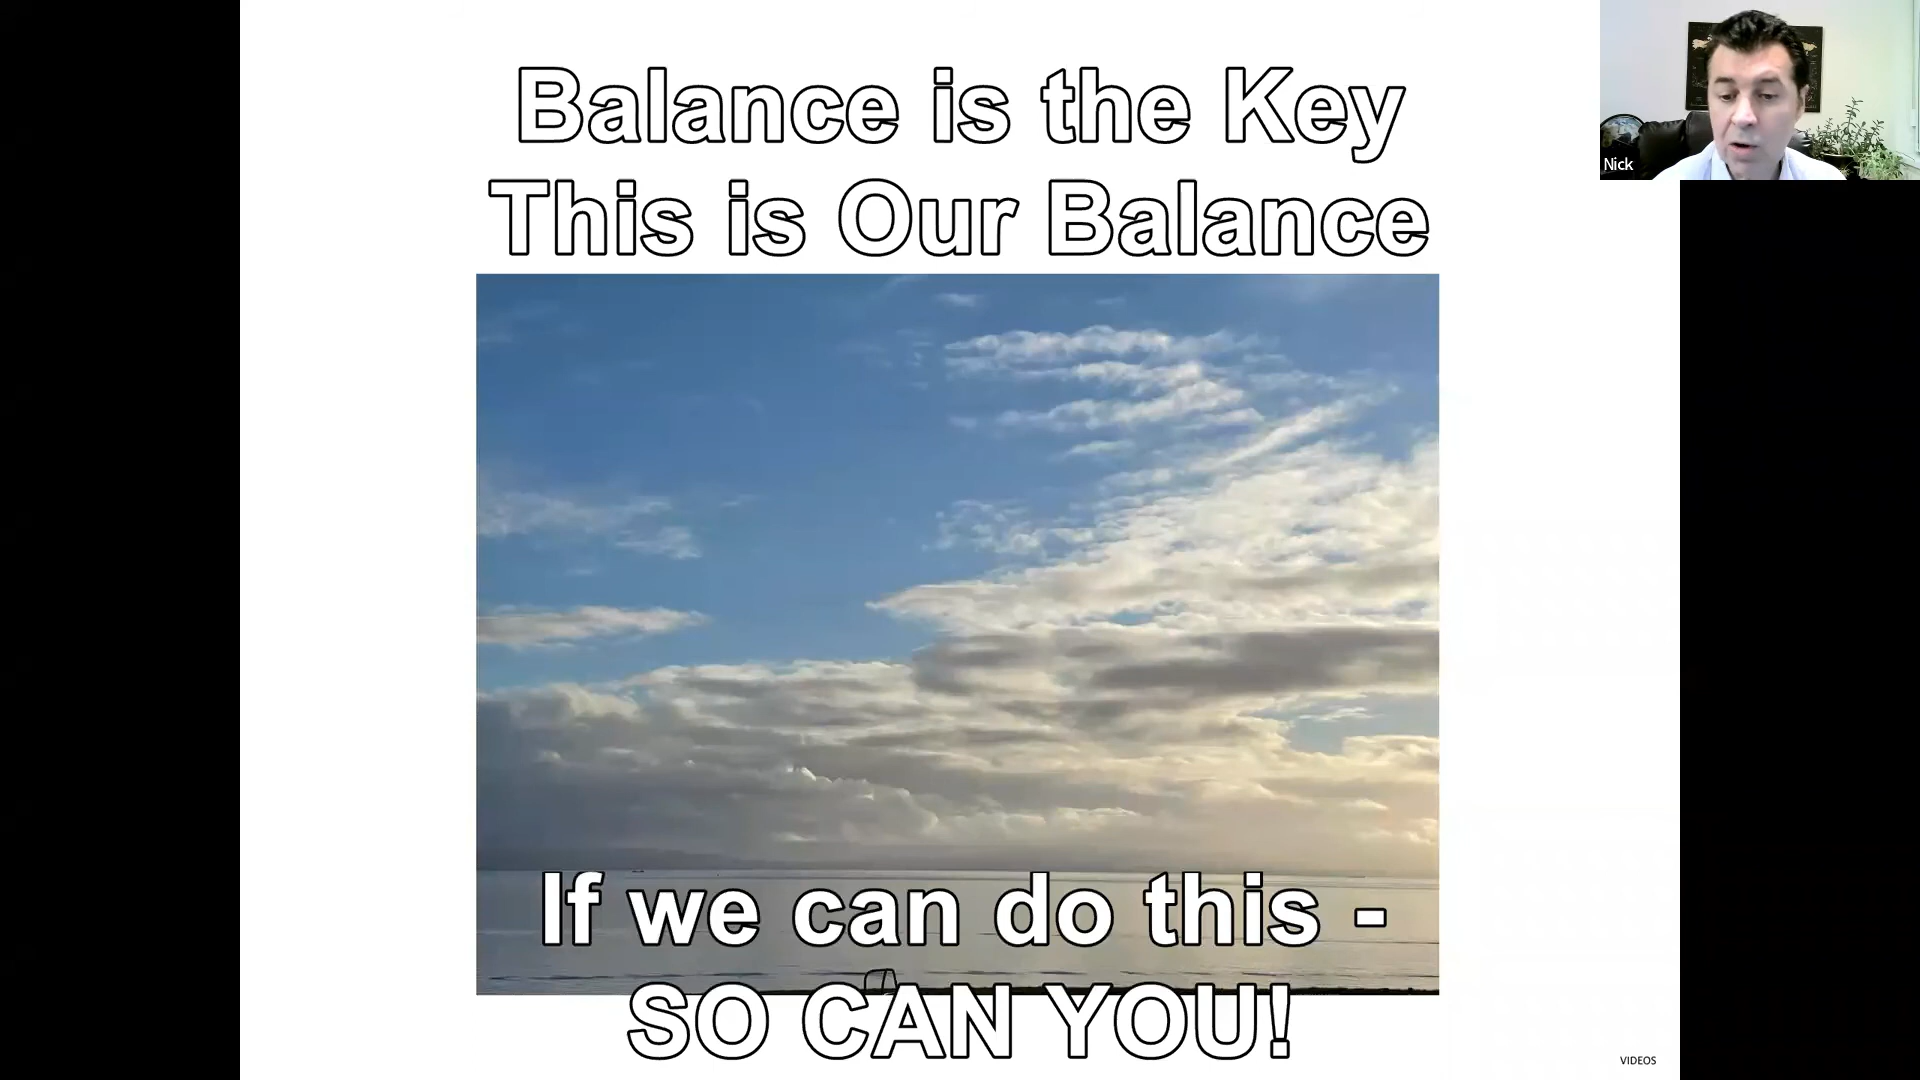 Balance is the Key
This is Our Balance
Nick
If we can do this -
SO CAN YOU!
VIDEOS